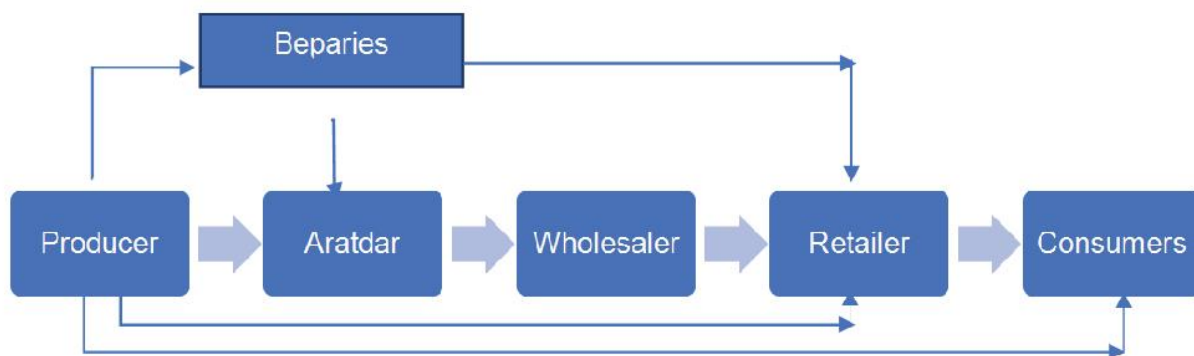 Beparies
Producer
Aratdar
Wholesaler
Retailer
Consumers